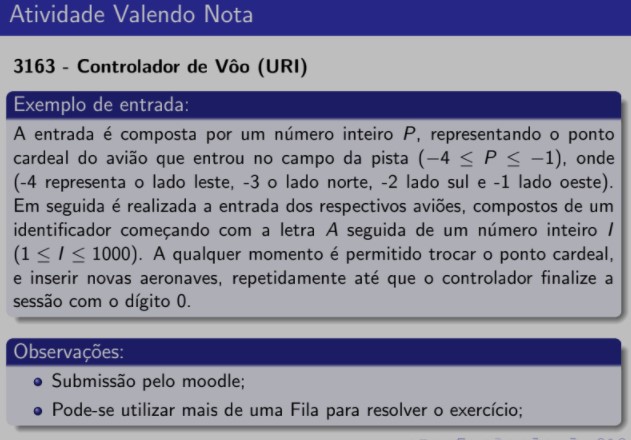 Atividade Valendo Nota
3163 - Controlador de Vôo (URI)
Exemplo de entrada:
A entrada é composta por um número inteiro P, representando o ponto
cardeal do avião que entrou no campo da pista (−4 ≤ P ≤ −1), onde
(-4 representa o lado leste, -3 o lado norte, -2 lado sul e -1 lado oeste).
Em seguida é realizada a entrada dos respectivos aviões, compostos de um
identificador começando com a letra A seguida de um número inteiro I
(1 ≤ I ≤ 1000). A qualquer momento é permitido trocar o ponto cardeal,
e inserir novas aeronaves, repetidamente até que o controlador finalize a
sessão com o dígito 0.
Observações:
Submissão pelo moodle;
Pode-se utilizar mais de uma Fila para resolver o exercício;